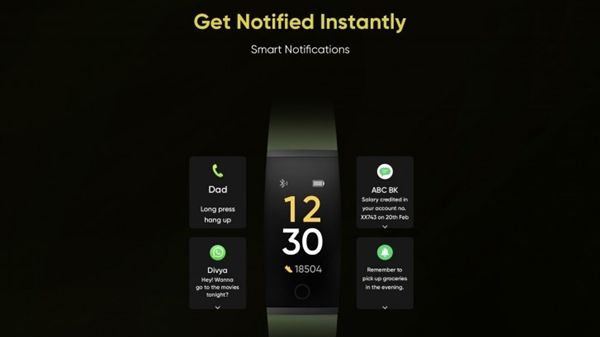 Get Notified Instantly
Smart Notifications
Dad
Long press
hang up
ABC BK
Salary credited in
your account no.
XX743 on 20th Feb
12
30
18504
Divya
Hey! Wanna
go to the movies
tonight?
Remember to
pick up groceries
in the evening.